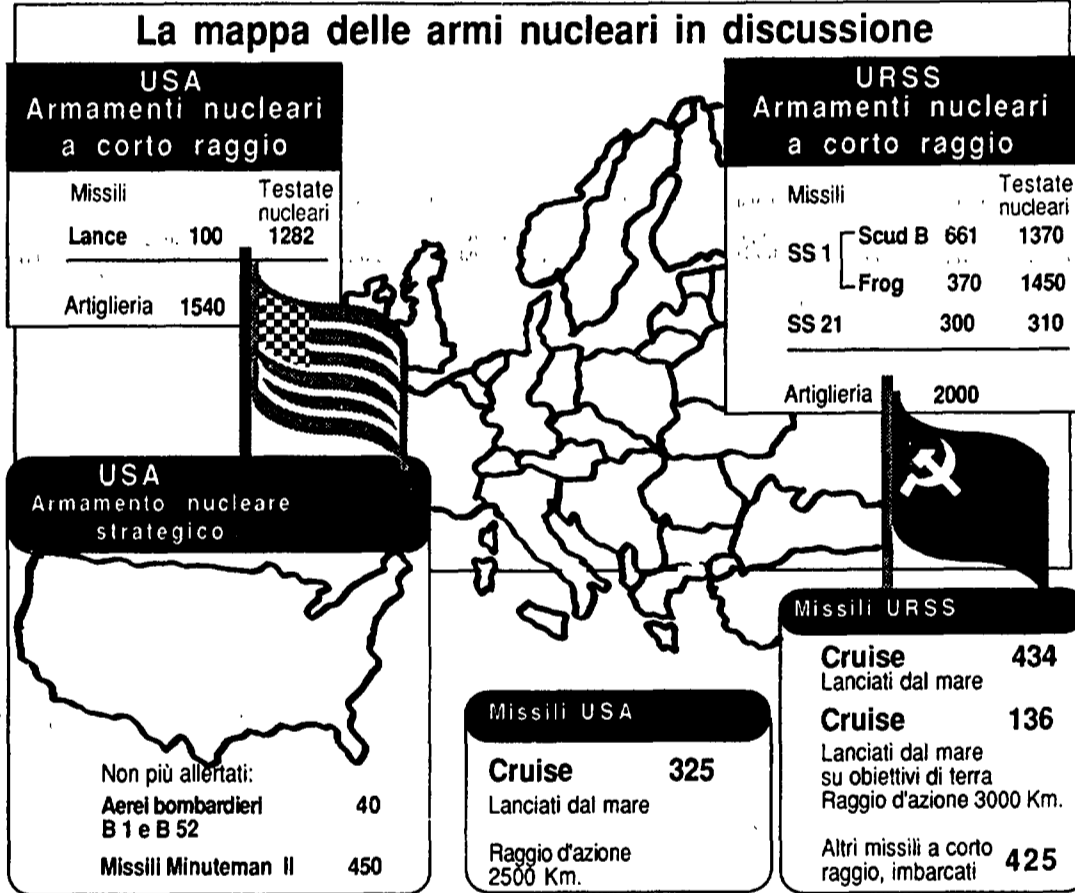 La mappa delle armi nucleari in discussione
USA
Armamenti nucleari
a corto raggio
Missili Testate
nucleari
Lance 100 1282
Artiglieria 1540
URSS
Armamenti nucleari
a corto raggio
Missili Testate
nucleari
SS 1 Scud B 661 1370
Frog 370 1450
SS 21 300 310
Artiglieria 2000
USA
Armamento nucleare
strategico
Non più allertati:
Aerei bombardieri 40
B 1 e B 52
Missili Minuteman II 450
Missili USA
Cruise 325
Lanciati dal mare
Raggio d'azione
2500 Km.
Missili URSS
Cruise 434
Lanciati dal mare
Cruise 136
Lanciati dal mare
su obiettivi di terra
Raggio d'azione 3000 Km.
Altri missili a corto
raggio, imbarcati 425